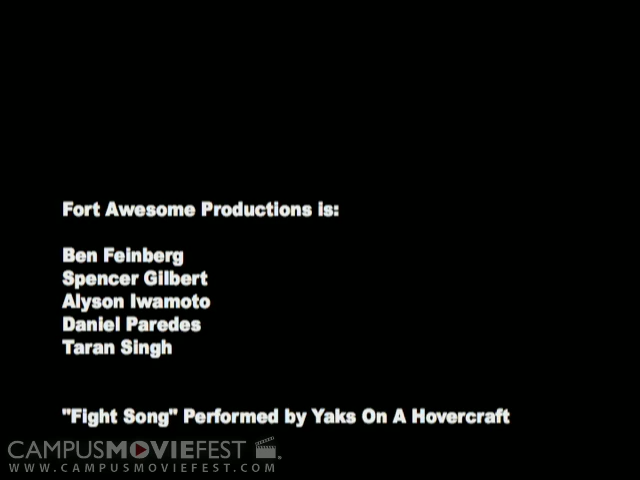 Fort Awesome Productions is:
Ben Feinberg
Spencer Gilbert
Alyson Iwamoto
Daniel Paredes
Taran Singh
"Fight Song" Performed by Yaks On A Hovercraft
CAMPUSMOVIEFEST
WWW.CAMPUSMOVIEFEST.COM